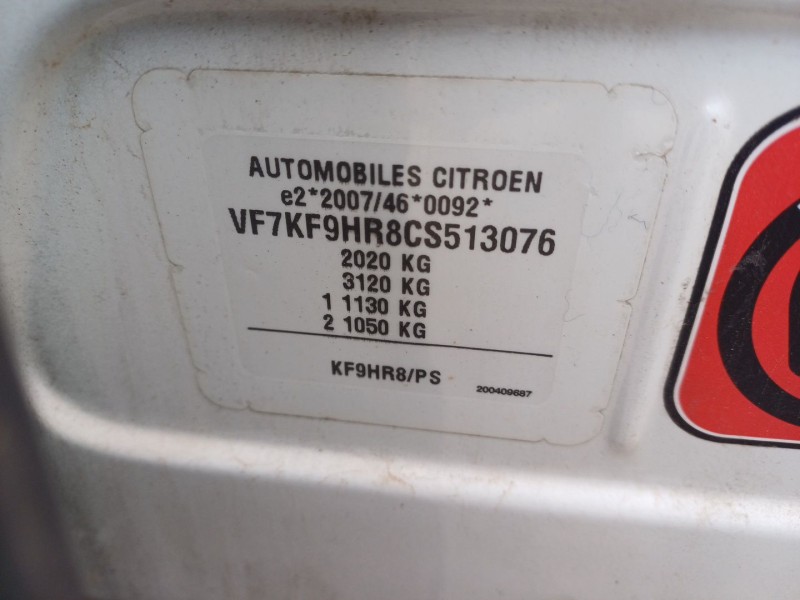 AUTOMOBILES CITROEN
e2*2007/46*0092*
VF7KF9HR8CS513076
2020 KG
3120 KG
1 1130 KG
2 1050 KG
KF9HR8/PS
200409687